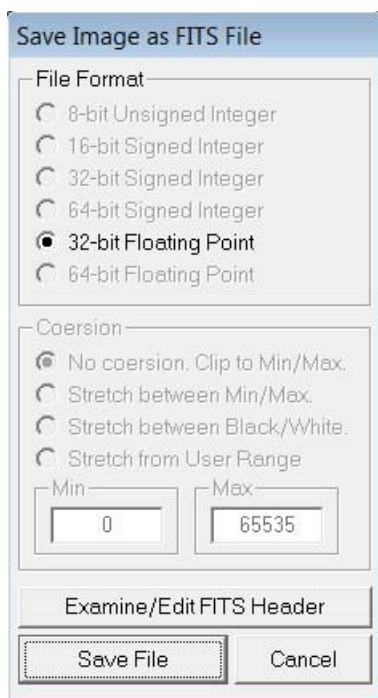 Save Image as FITS File
File Format
8-bit Unsigned Integer
16-bit Signed Integer
32-bit Signed Integer
64-bit Signed Integer
32-bit Floating Point
64-bit Floating Point
Coersion
No coersion. Clip to Min/Max.
Stretch between Min/Max.
Stretch between Black/White.
Stretch from User Range
Min Max
0 65535
Examine/Edit FITS Header
Save File Cancel